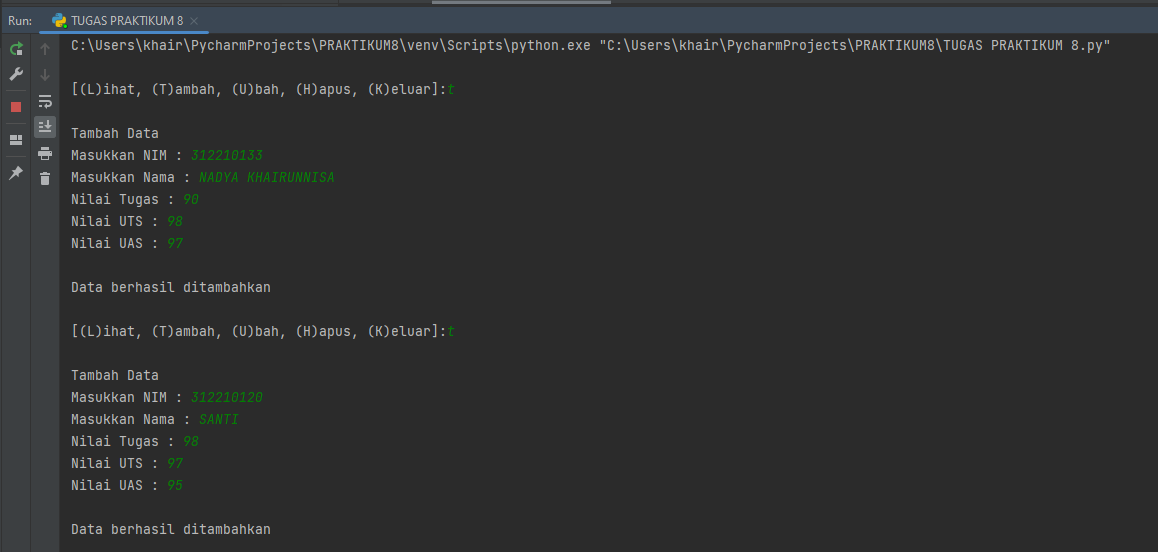 Run: TUGAS PRAKTIKUM 8
C:\Users\khair\PycharmProjects\PRAKTIKUM8\venv\Scripts\python.exe "C:\Users\khair\PycharmProjects\PRAKTIKUM8\TUGAS PRAKTIKUM 8.py"
[(L)ihat, (T)ambah, (U)bah, (H)apus, (K)eluar]:t
Tambah Data
Masukkan NIM : 312210133
Masukkan Nama : NADYA KHAIRUNNISA
Nilai Tugas : 90
Nilai UTS : 98
Nilai UAS : 97
Data berhasil ditambahkan
[(L)ihat, (T)ambah, (U)bah, (H)apus, (K)eluar]:t
Tambah Data
Masukkan NIM : 312210120
Masukkan Nama : SANTI
Nilai Tugas : 98
Nilai UTS : 97
Nilai UAS : 95
Data berhasil ditambahkan